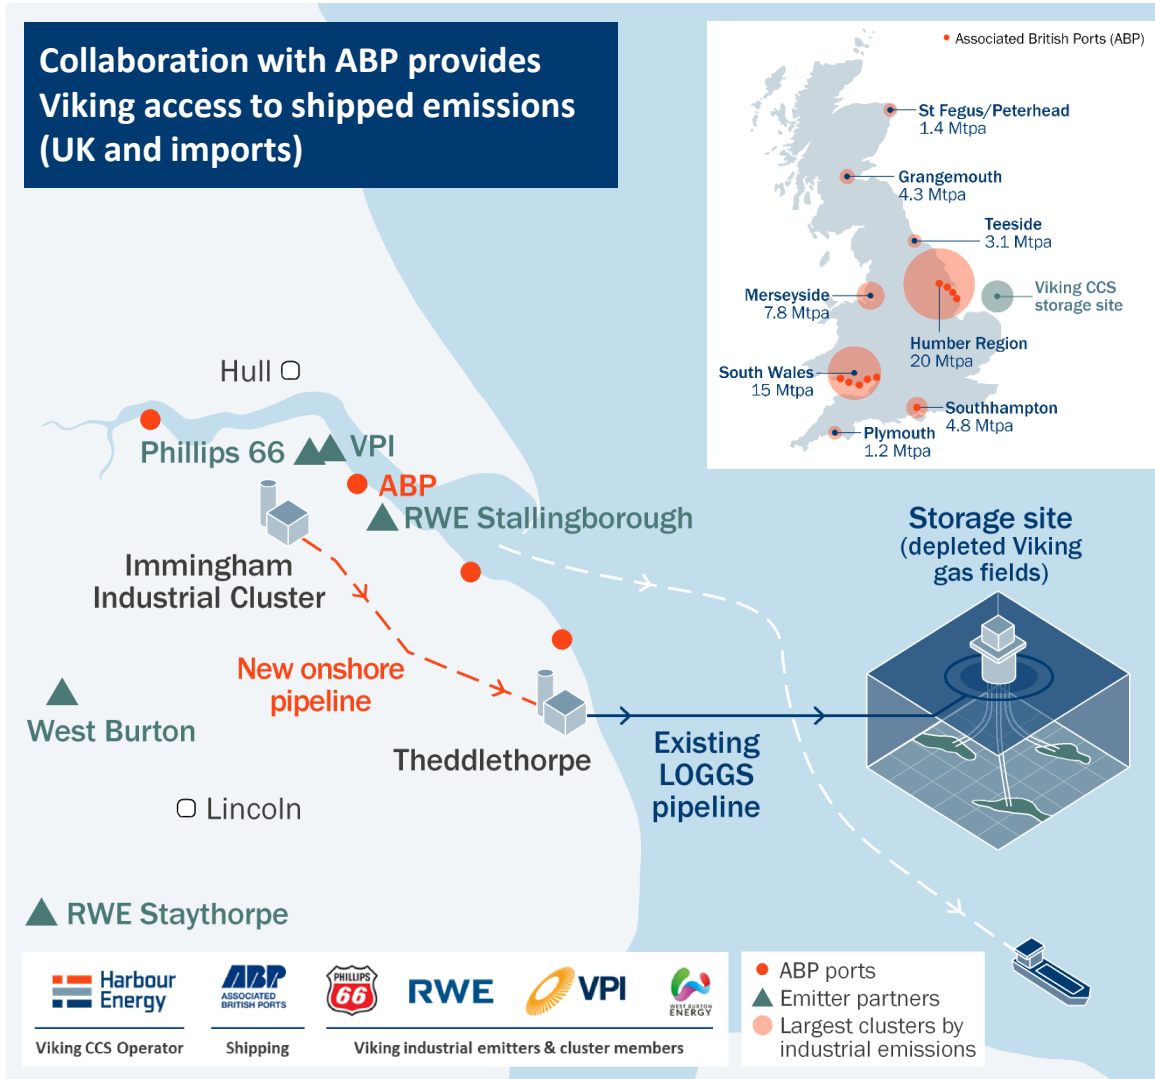 Collaboration with ABP provides
Viking access to shipped emissions
(UK and imports)
Associated British Ports (ABP)
St Fegus/Peterhead
1.4 Mtpa
Grangemouth
4.3 Mtpa
Teeside
3.1 Mtpa
Merseyside
7.8 Mtpa
Viking CCS
storage site
Humber Region
20 Mtpa
South Wales
15 Mtpa
Southhampton
4.8 Mtpa
Plymouth
1.2 Mtpa
Hull
Phillips 66
VPI
ABP
RWE Stallingborough
Immingham
Industrial Cluster
New onshore
pipeline
West Burton
Theddlethorpe
Lincoln
RWE Staythorpe
Existing
LOGGS
pipeline
Storage site
(depleted Viking
gas fields)
Harbour
Energy
Viking CCS Operator
ABP
ASSOCIATED
BRITISH PORTS
Shipping
PHILLIPS
66
RWE
VPI
WEST BURTON
ENERGY
Viking industrial emitters & cluster members
ABP ports
Emitter partners
Largest clusters by
industrial emissions